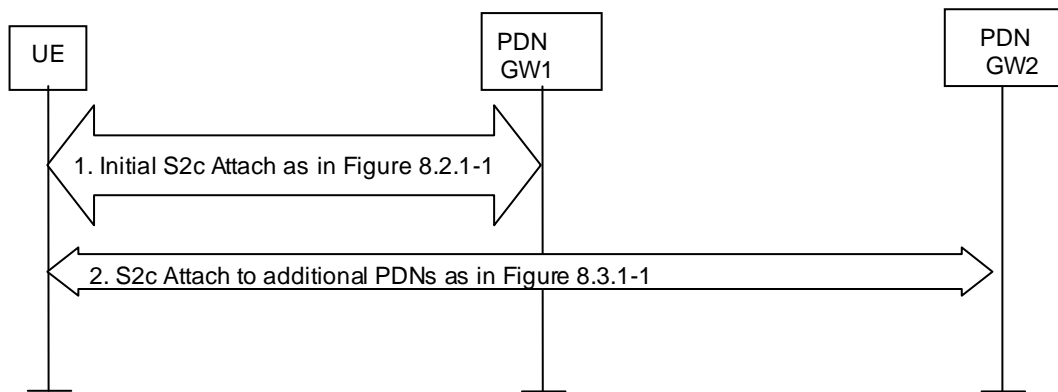 UE
PDN
GW1
PDN
GW2
1. Initial S2c Attach as in Figure 8.2.1-1
2. S2c Attach to additional PDNs as in Figure 8.3.1-1